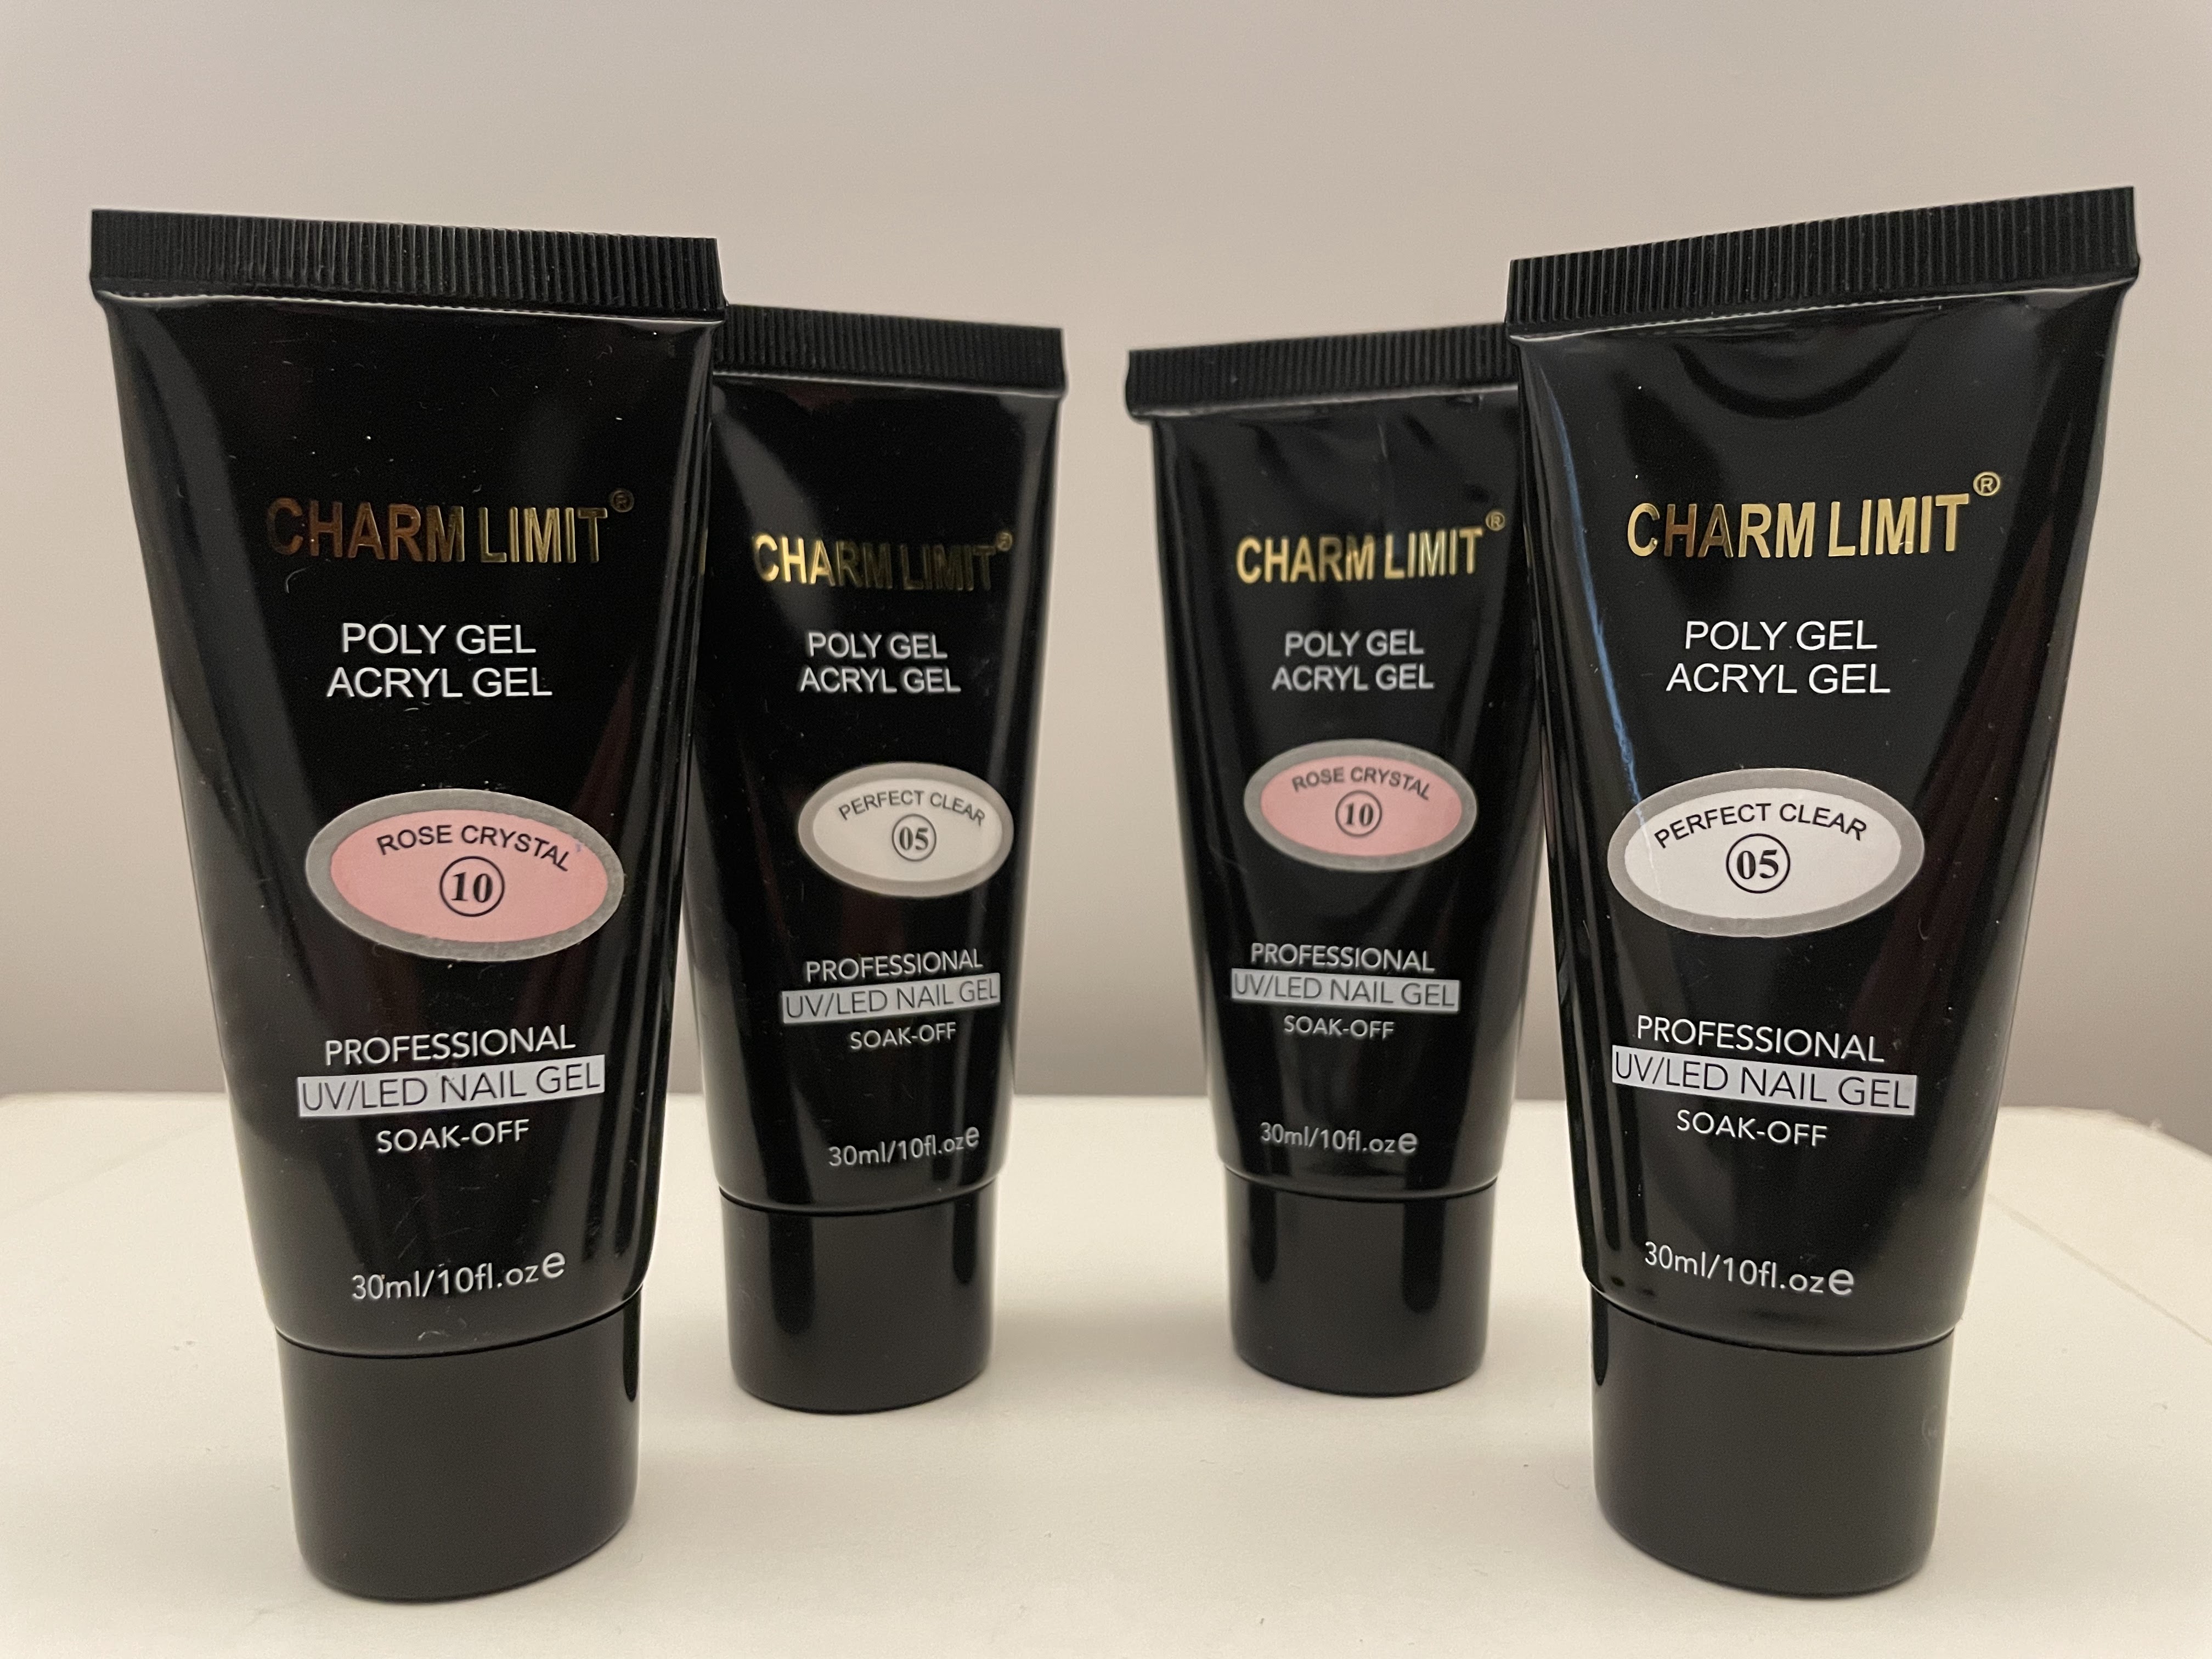 CHARM LIMIT®
POLY GEL
ACRYL GEL
ROSE CRYSTAL
10
PROFESSIONAL
UV/LED NAIL GEL
SOAK-OFF
30ml/10fl.oz e
CHARM LIMIT®
POLY GEL
ACRYL GEL
PERFECT CLEAR
05
PROFESSIONAL
UV/LED NAIL GEL
SOAK-OFF
30ml/10fl.oz e
CHARM LIMIT®
POLY GEL
ACRYL GEL
ROSE CRYSTAL
10
PROFESSIONAL
UV/LED NAIL GEL
SOAK-OFF
30ml/10fl.oz e
CHARM LIMIT®
POLY GEL
ACRYL GEL
PERFECT CLEAR
05
PROFESSIONAL
UV/LED NAIL GEL
SOAK-OFF
30ml/10fl.oz e